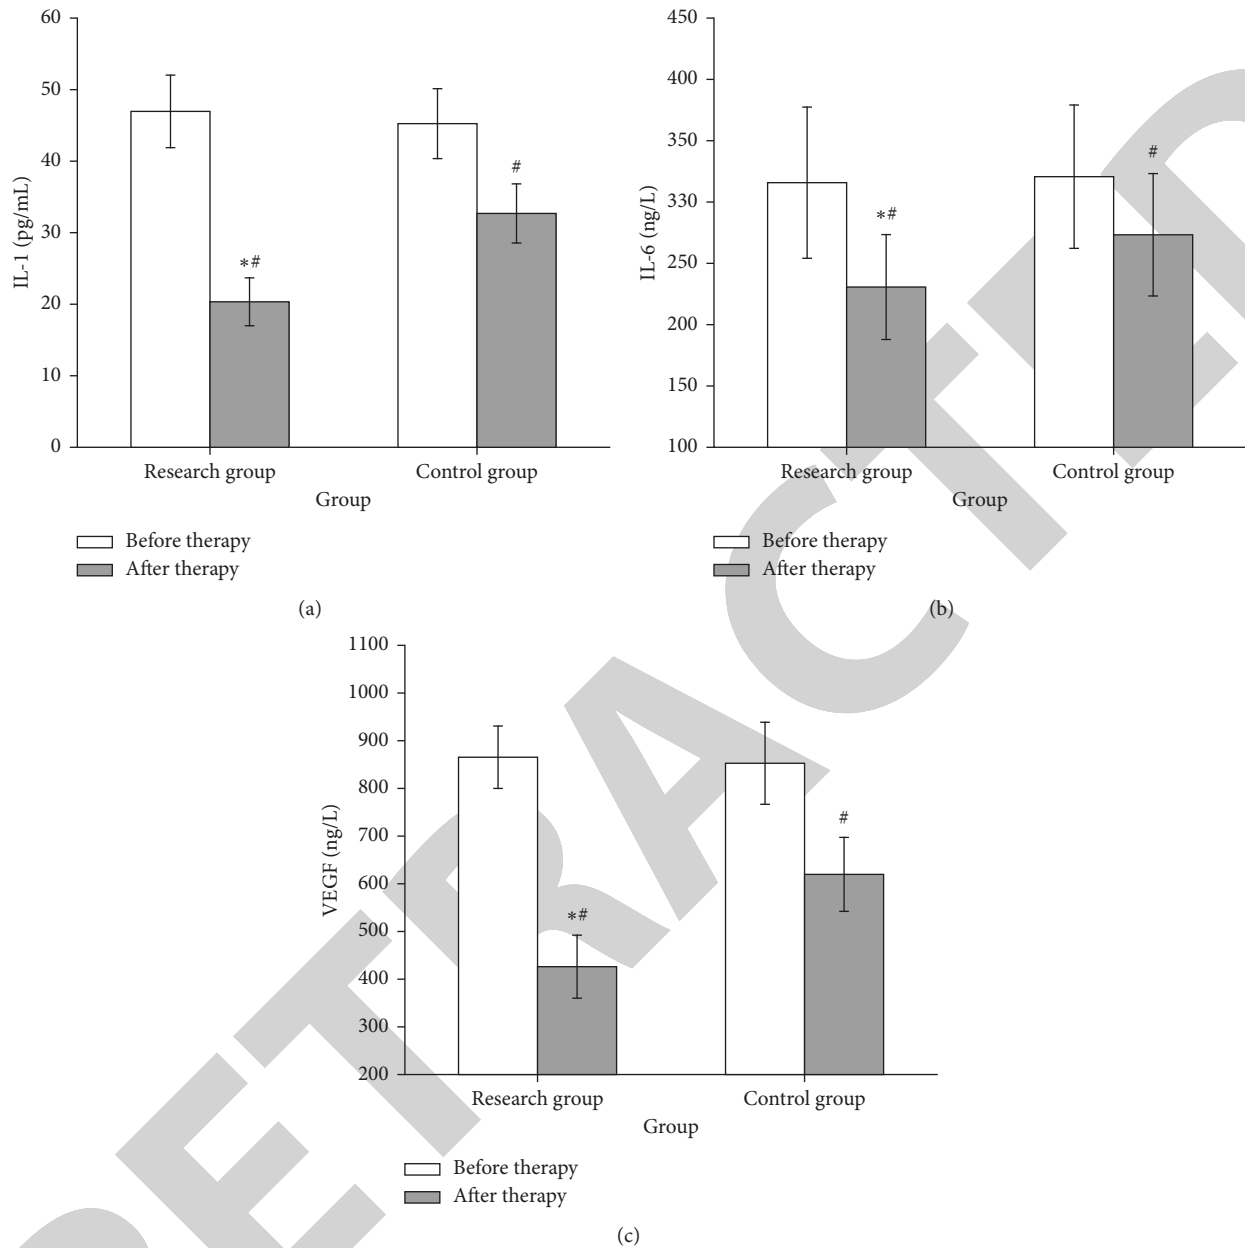 60
50
40
30
20
10
0
IL-1 (pg/mL)
*#
#
Research group
Control group
Group
Before therapy
After therapy
(a)
450
400
350
330
250
200
150
100
IL-6 (ng/L)
*#
#
Research group
Control group
Group
Before therapy
After therapy
(b)
1100
1000
900
800
700
600
500
400
300
200
VEGF (ng/L)
*#
#
Research group
Control group
Group
Before therapy
After therapy
(c)
RETRACTED